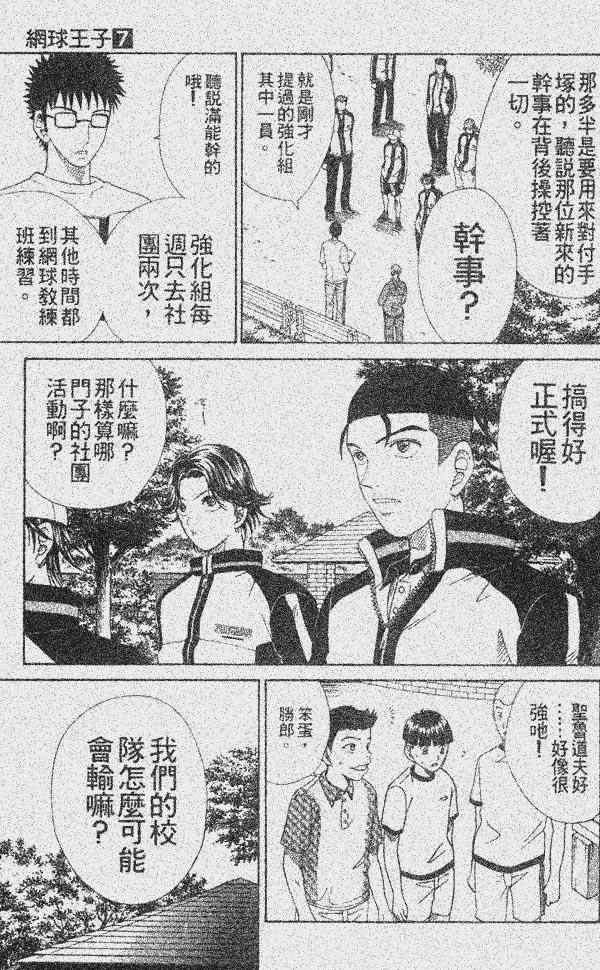 網球王子7
那多半是要用來對付手
塚的，聽說那位新來的
幹事在背後操控著
一切。
幹事？
就是剛才
提過的強化組
其中一員。
聽說滿能幹的
哦！
強化組每
週只去社
團兩次，
其他時間都
到網球教練
班練習。
搞得好
正式喔！
什麼嘛？
那樣算哪
門子的社團
活動啊？
聖魯道夫好
……好像很
強吔！
笨蛋，
勝郎。
我們的校
隊怎麼可能
會輸嘛？